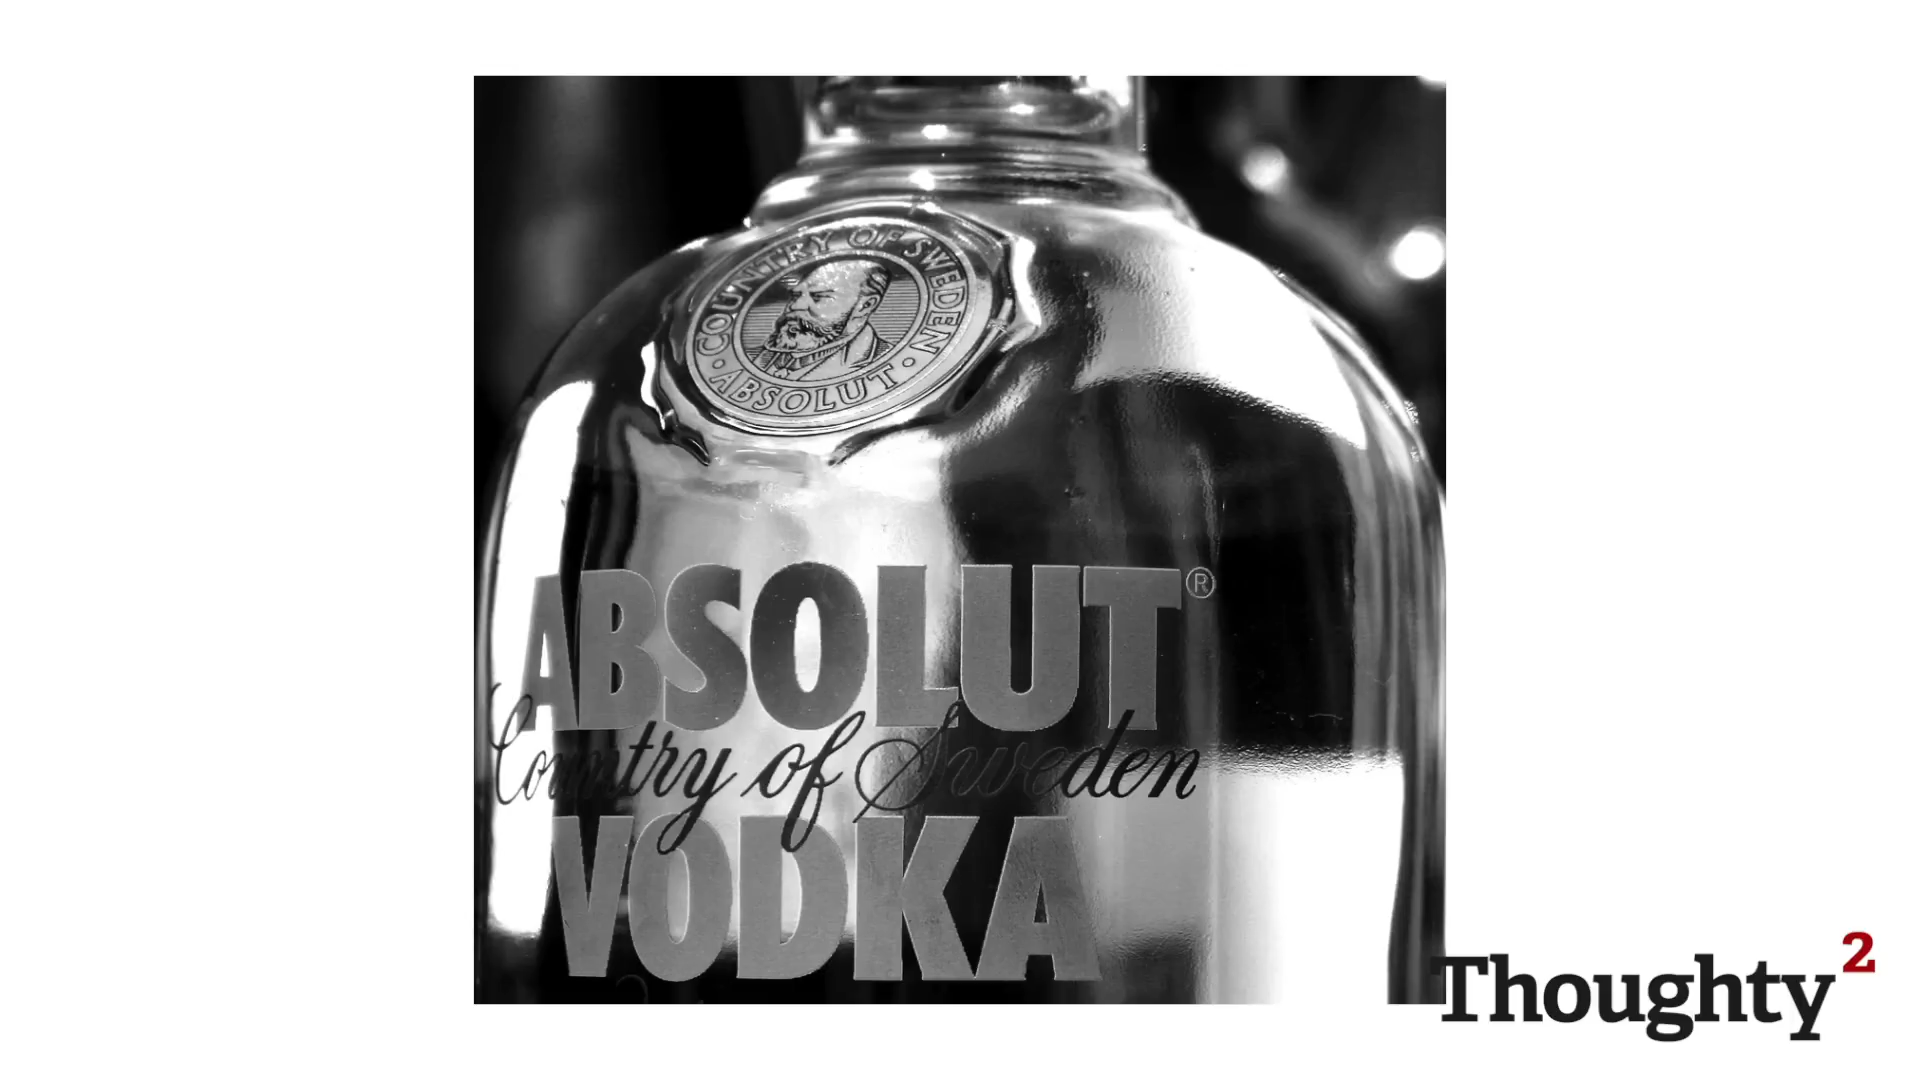 COUNTRY OF SWEDEN
ABSOLUT
ABSOLUT®
Country of Sweden
VODKA
Thoughty2